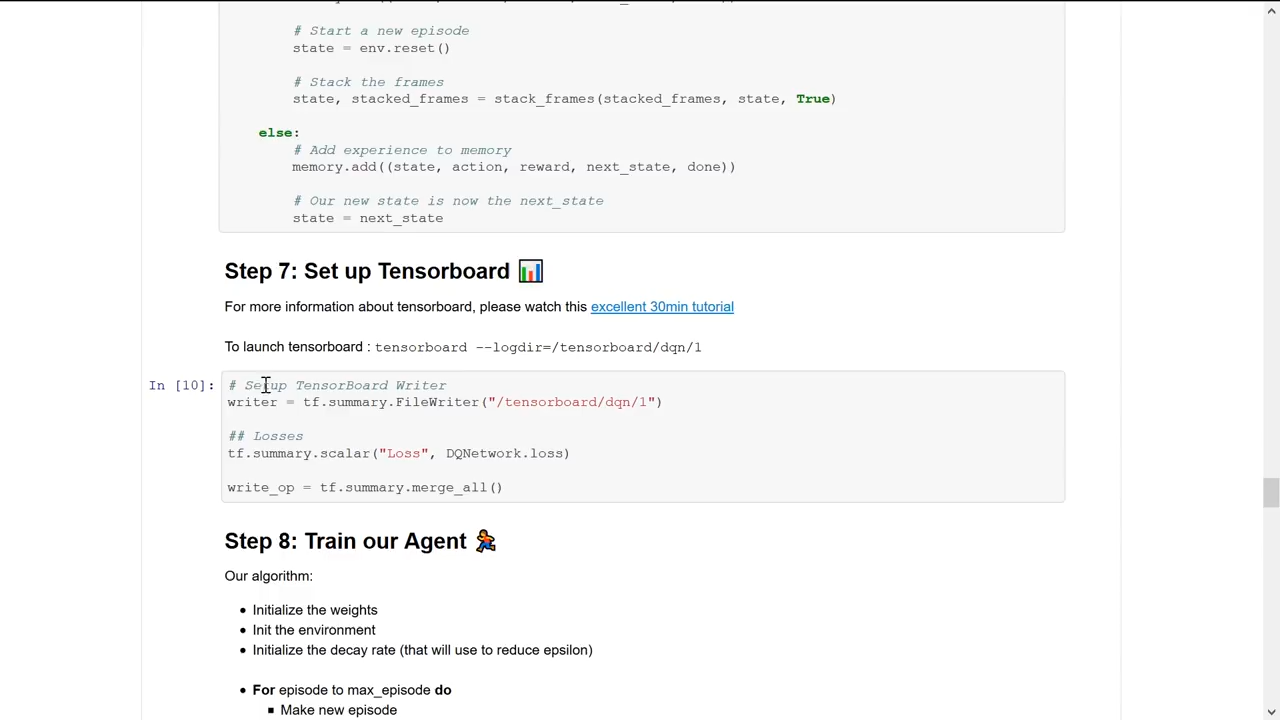 # Start a new episode
state = env.reset()
# Stack the frames
state, stacked_frames = stack_frames(stacked_frames, state, True)
else:
# Add experience to memory
memory.add((state, action, reward, next_state, done))
# Our new state is now the next_state
state = next_state
Step 7: Set up Tensorboard 📊
For more information about tensorboard, please watch this excellent 30min tutorial
To launch tensorboard : tensorboard --logdir=/tensorboard/dqn/1
In [10]: # Setup TensorBoard Writer
writer = tf.summary.FileWriter("/tensorboard/dqn/1")
## Losses
tf.summary.scalar("Loss", DQNetwork.loss)
write_op = tf.summary.merge_all()
Step 8: Train our Agent 🏃
Our algorithm:
• Initialize the weights
• Init the environment
• Initialize the decay rate (that will use to reduce epsilon)
• For episode to max_episode do
▪ Make new episode